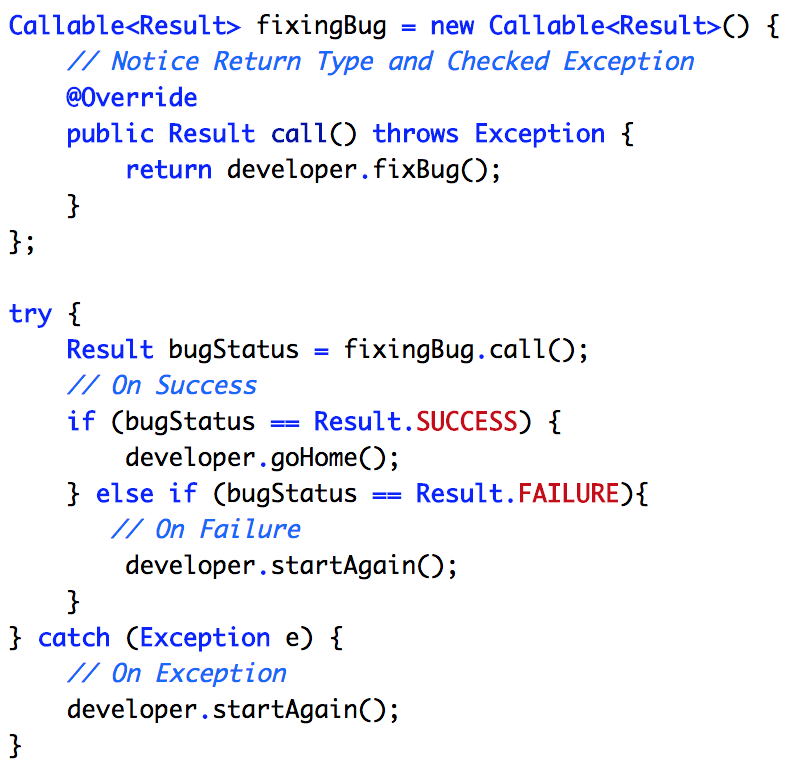 Callable<Result> fixingBug = new Callable<Result>() {
    // Notice Return Type and Checked Exception
    @Override
    public Result call() throws Exception {
        return developer.fixBug();
    }
};

try {
    Result bugStatus = fixingBug.call();
    // On Success
    if (bugStatus == Result.SUCCESS) {
        developer.goHome();
    } else if (bugStatus == Result.FAILURE){
       // On Failure
        developer.startAgain();
    }
} catch (Exception e) {
    // On Exception
    developer.startAgain();
}